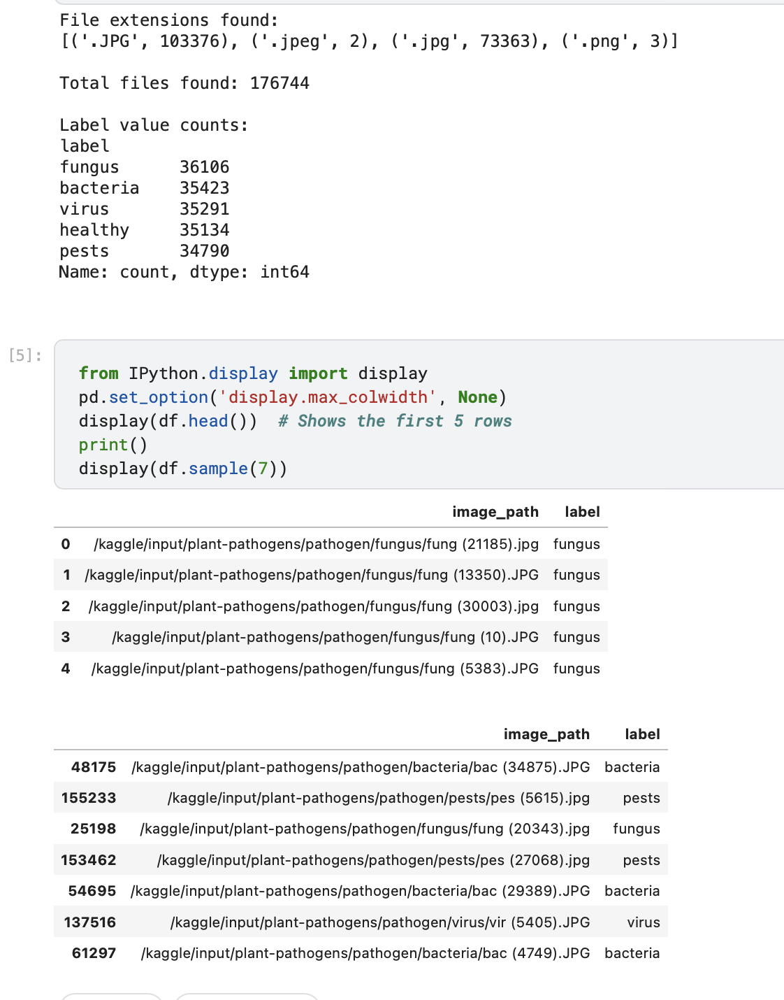 File extensions found:
[('.JPG', 103376), ('.jpeg', 2), ('.jpg', 73363), ('.png', 3)]
Total files found: 176744
Label value counts:
label
fungus 36106
bacteria 35423
virus 35291
healthy 35134
pests 34790
Name: count, dtype: int64
[5]:
from IPython.display import display
pd.set_option('display.max_colwidth', None)
display(df.head())  # Shows the first 5 rows
print()
display(df.sample(7))
image_path label
0 /kaggle/input/plant-pathogens/pathogen/fungus/fung (21185).jpg fungus
1 /kaggle/input/plant-pathogens/pathogen/fungus/fung (13350).JPG fungus
2 /kaggle/input/plant-pathogens/pathogen/fungus/fung (30003).jpg fungus
3 /kaggle/input/plant-pathogens/pathogen/fungus/fung (10).JPG fungus
4 /kaggle/input/plant-pathogens/pathogen/fungus/fung (5383).JPG fungus
image_path label
48175 /kaggle/input/plant-pathogens/pathogen/bacteria/bac (34875).JPG bacteria
155233 /kaggle/input/plant-pathogens/pathogen/pests/pes (5615).jpg pests
25198 /kaggle/input/plant-pathogens/pathogen/fungus/fung (20343).jpg fungus
153462 /kaggle/input/plant-pathogens/pathogen/pests/pes (27068).jpg pests
54695 /kaggle/input/plant-pathogens/pathogen/bacteria/bac (29389).JPG bacteria
137516 /kaggle/input/plant-pathogens/pathogen/virus/vir (5405).JPG virus
61297 /kaggle/input/plant-pathogens/pathogen/bacteria/bac (4749).JPG bacteria